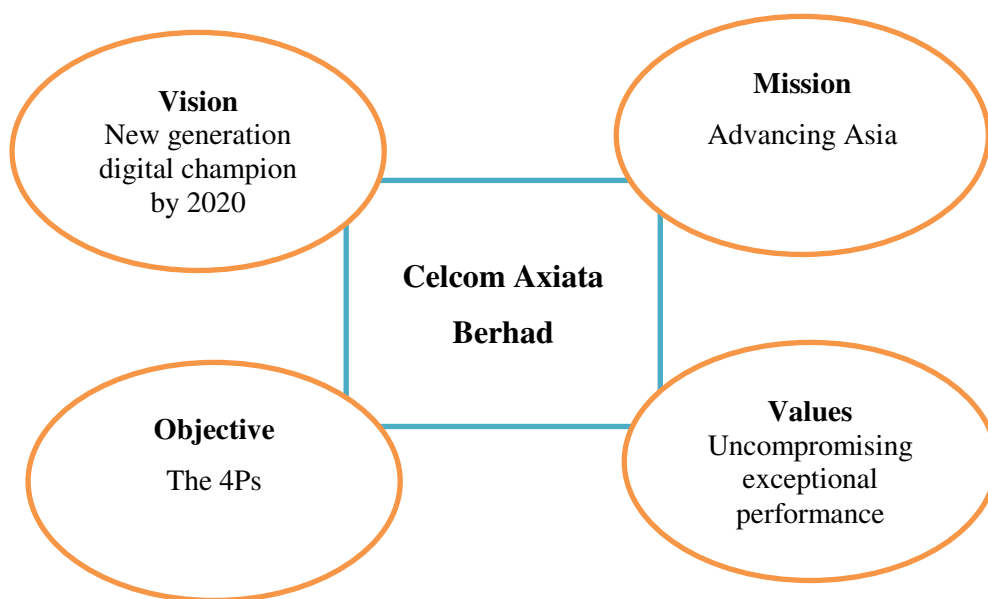 Vision
New generation
digital champion
by 2020
Mission
Advancing Asia
Celcom Axiata
Berhad
Objective
The 4Ps
Values
Uncompromising
exceptional
performance